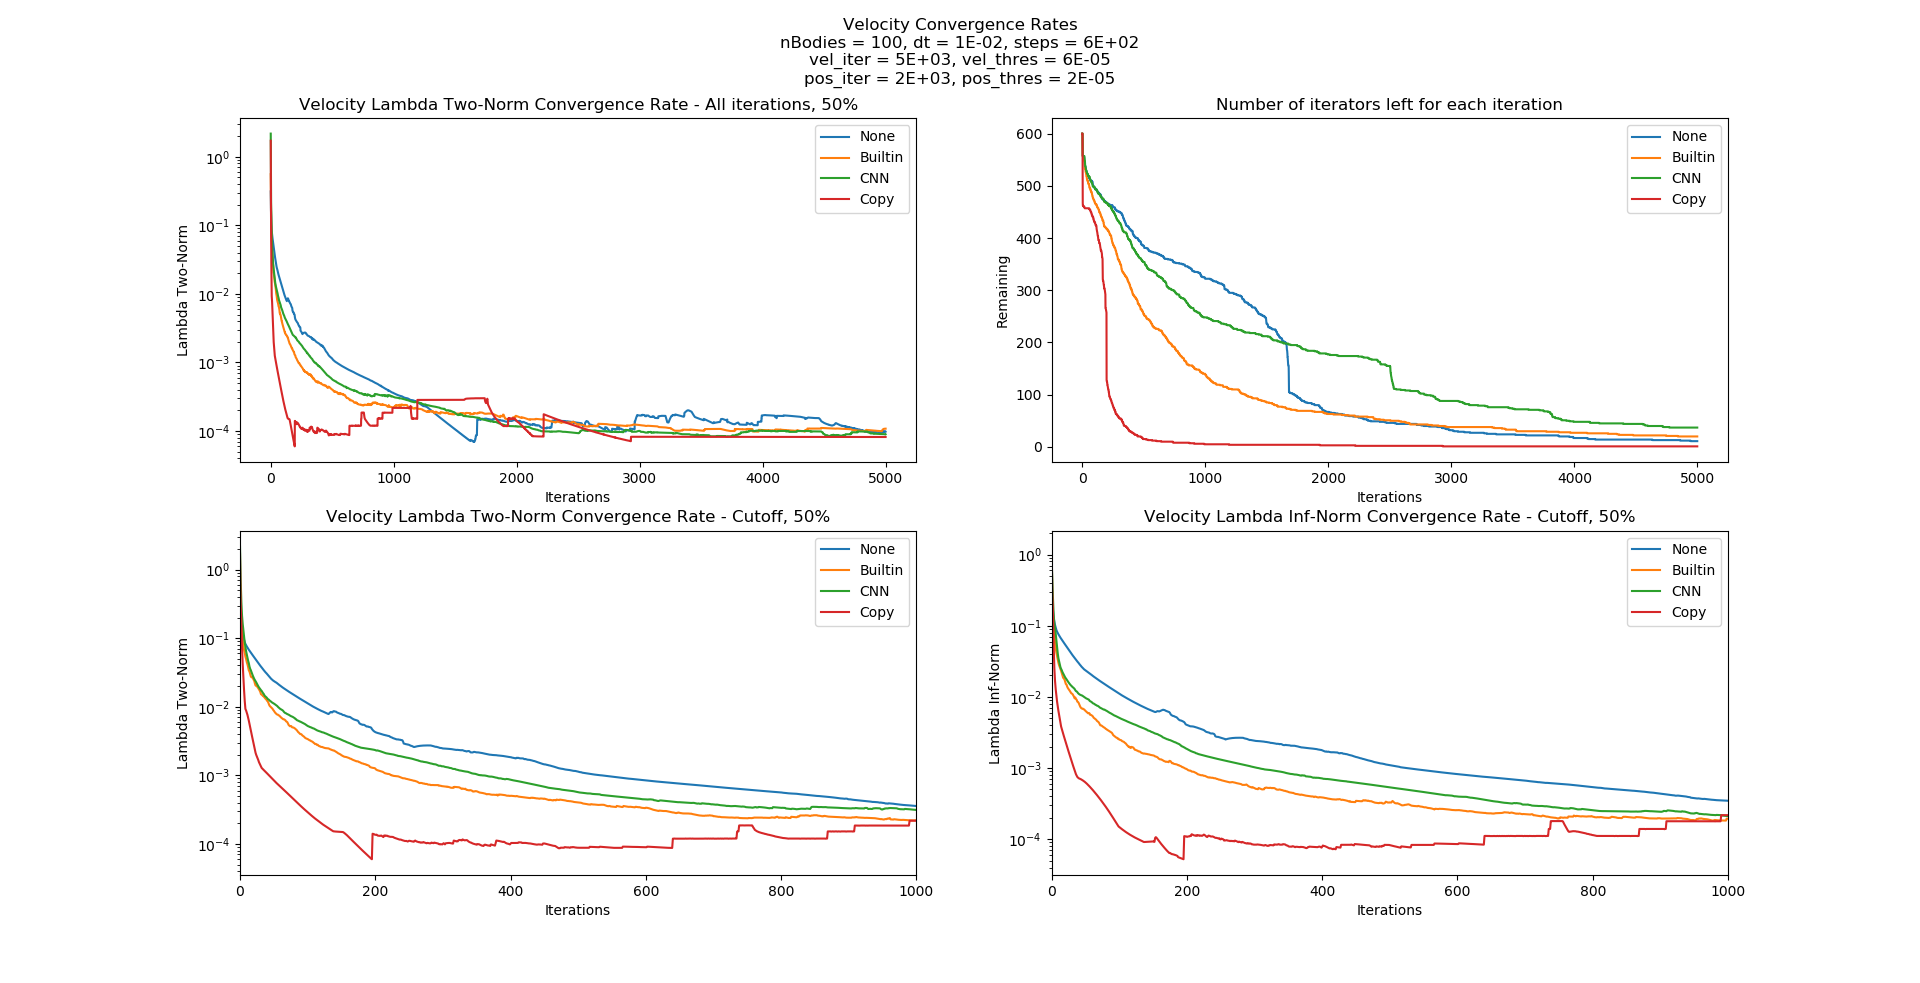 Velocity Convergence Rates
nBodies = 100, dt = 1E-02, steps = 6E+02
vel_iter = 5E+03, vel_thres = 6E-05
pos_iter = 2E+03, pos_thres = 2E-05
Velocity Lambda Two-Norm Convergence Rate - All iterations, 50%
Lambda Two-Norm
10⁰
10⁻¹
10⁻²
10⁻³
10⁻⁴
None
Builtin
CNN
Copy
0 1000 2000 3000 4000 5000
Iterations
Number of iterators left for each iteration
Remaining
600
500
400
300
200
100
0
None
Builtin
CNN
Copy
0 1000 2000 3000 4000 5000
Iterations
Velocity Lambda Two-Norm Convergence Rate - Cutoff, 50%
Lambda Two-Norm
10⁰
10⁻¹
10⁻²
10⁻³
10⁻⁴
None
Builtin
CNN
Copy
0 200 400 600 800 1000
Iterations
Velocity Lambda Inf-Norm Convergence Rate - Cutoff, 50%
Lambda Inf-Norm
10⁰
10⁻¹
10⁻²
10⁻³
10⁻⁴
None
Builtin
CNN
Copy
0 200 400 600 800 1000
Iterations